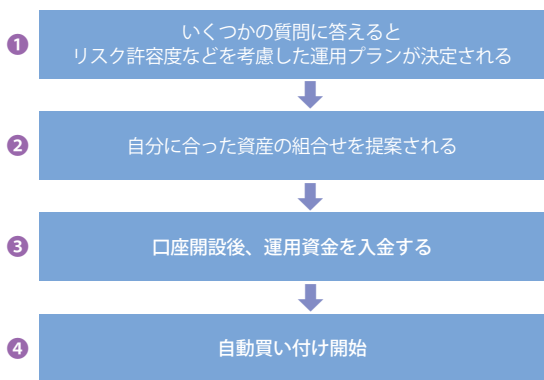 ❶
いくつかの質問に答えると
リスク許容度などを考慮した運用プランが決定される
❷
自分に合った資産の組合せを提案される
❸
口座開設後、運用資金を入金する
❹
自動買い付け開始